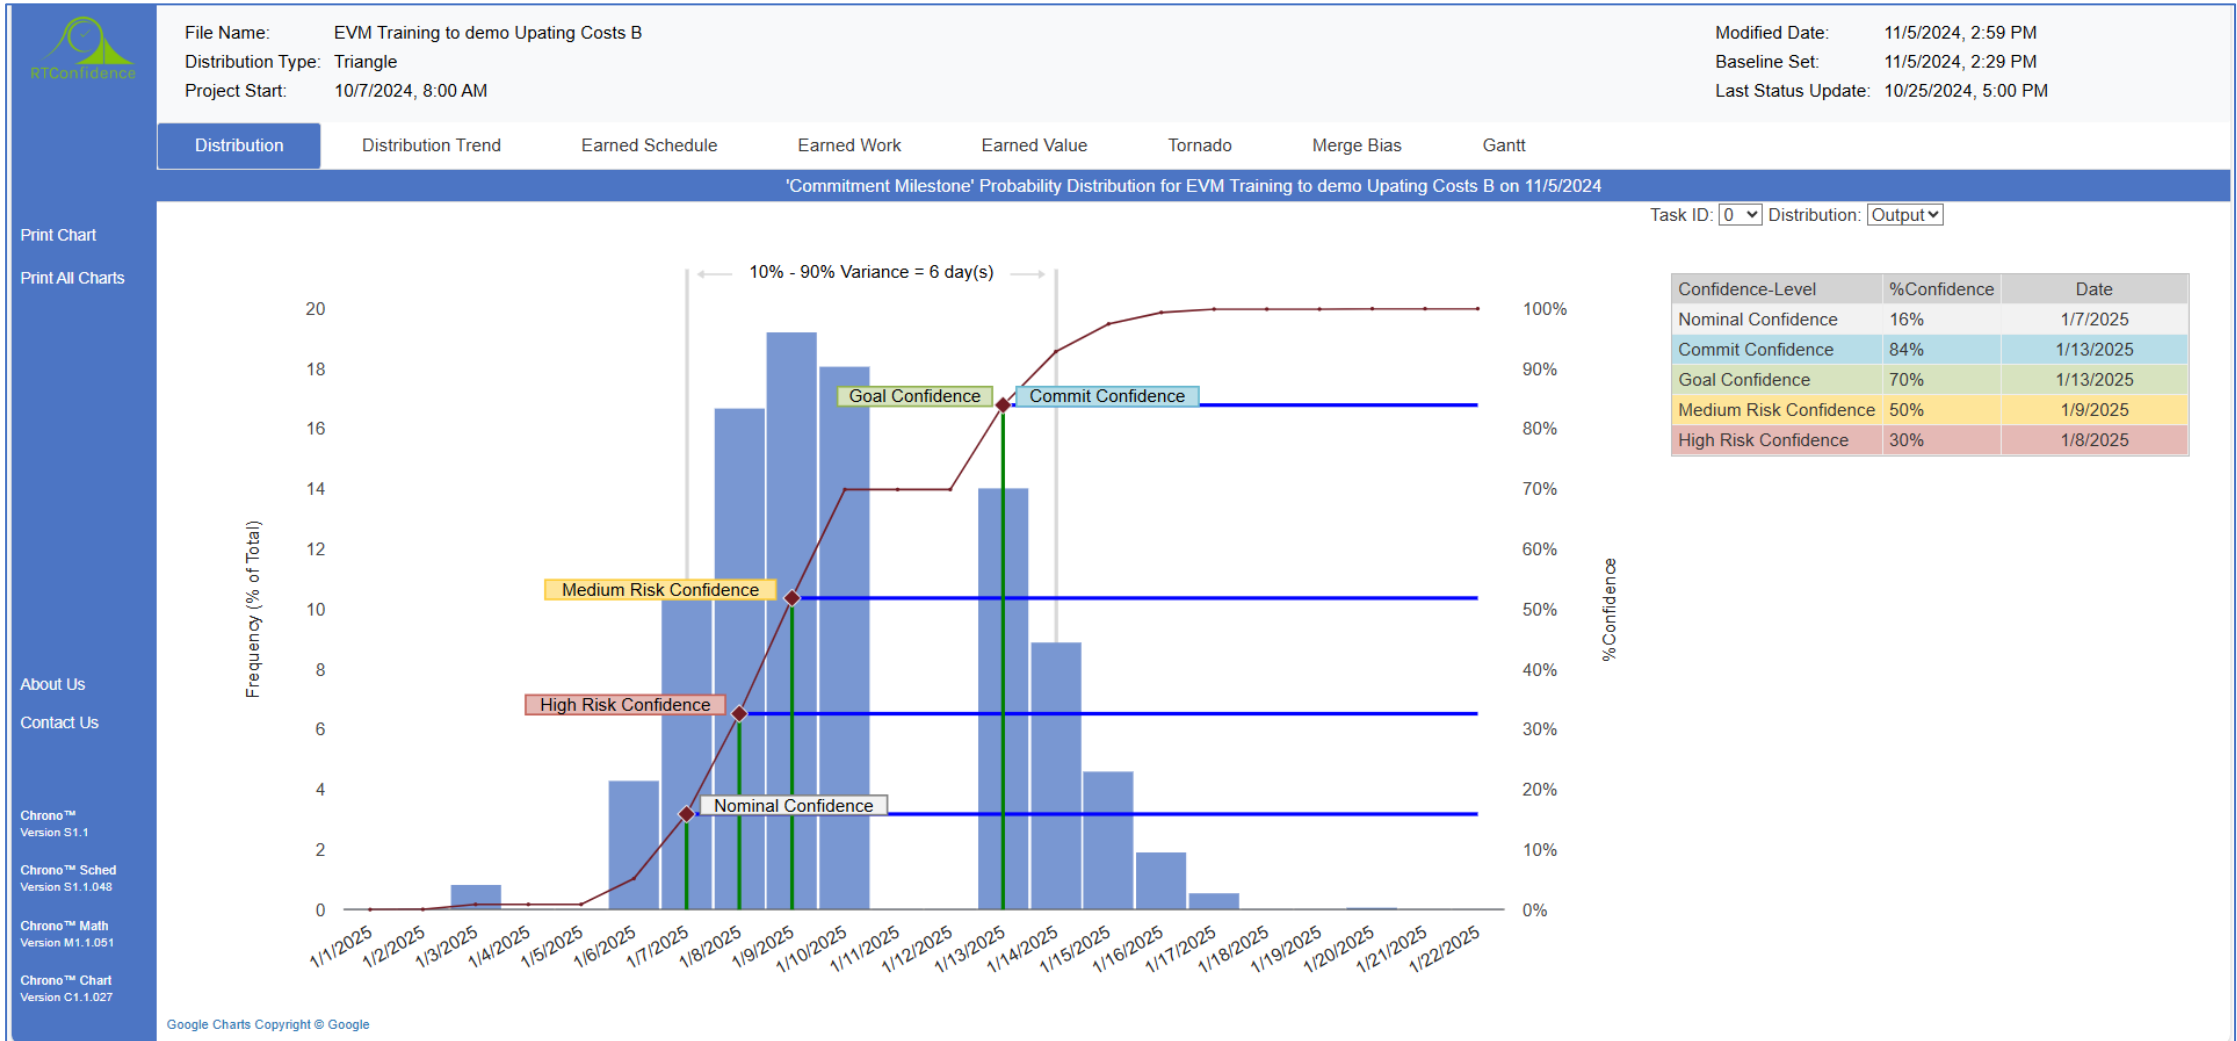 RTConfidence
File Name: EVM Training to demo Upating Costs B
Distribution Type: Triangle
Project Start: 10/7/2024, 8:00 AM
Modified Date: 11/5/2024, 2:59 PM
Baseline Set: 11/5/2024, 2:29 PM
Last Status Update: 10/25/2024, 5:00 PM
Distribution Distribution Trend Earned Schedule Earned Work Earned Value Tornado Merge Bias Gantt
'Commitment Milestone' Probability Distribution for EVM Training to demo Upating Costs B on 11/5/2024
Print Chart
Print All Charts
About Us
Contact Us
Chrono™
Version S1.1
Chrono™ Sched
Version S1.1.048
Chrono™ Math
Version M1.1.051
Chrono™ Chart
Version C1.1.027
Task ID: 0 Distribution: Output
10% - 90% Variance = 6 day(s)
Frequency (% of Total)
20
18
16
14
12
10
8
6
4
2
0
Goal Confidence
Commit Confidence
Medium Risk Confidence
High Risk Confidence
Nominal Confidence
100%
90%
80%
70%
60%
50%
40%
30%
20%
10%
0%
%Confidence
1/1/2025
1/2/2025
1/3/2025
1/4/2025
1/5/2025
1/6/2025
1/7/2025
1/8/2025
1/9/2025
1/10/2025
1/11/2025
1/12/2025
1/13/2025
1/14/2025
1/15/2025
1/16/2025
1/17/2025
1/18/2025
1/19/2025
1/20/2025
1/21/2025
1/22/2025
Confidence-Level %Confidence Date
Nominal Confidence 16% 1/7/2025
Commit Confidence 84% 1/13/2025
Goal Confidence 70% 1/13/2025
Medium Risk Confidence 50% 1/9/2025
High Risk Confidence 30% 1/8/2025
Google Charts Copyright © Google